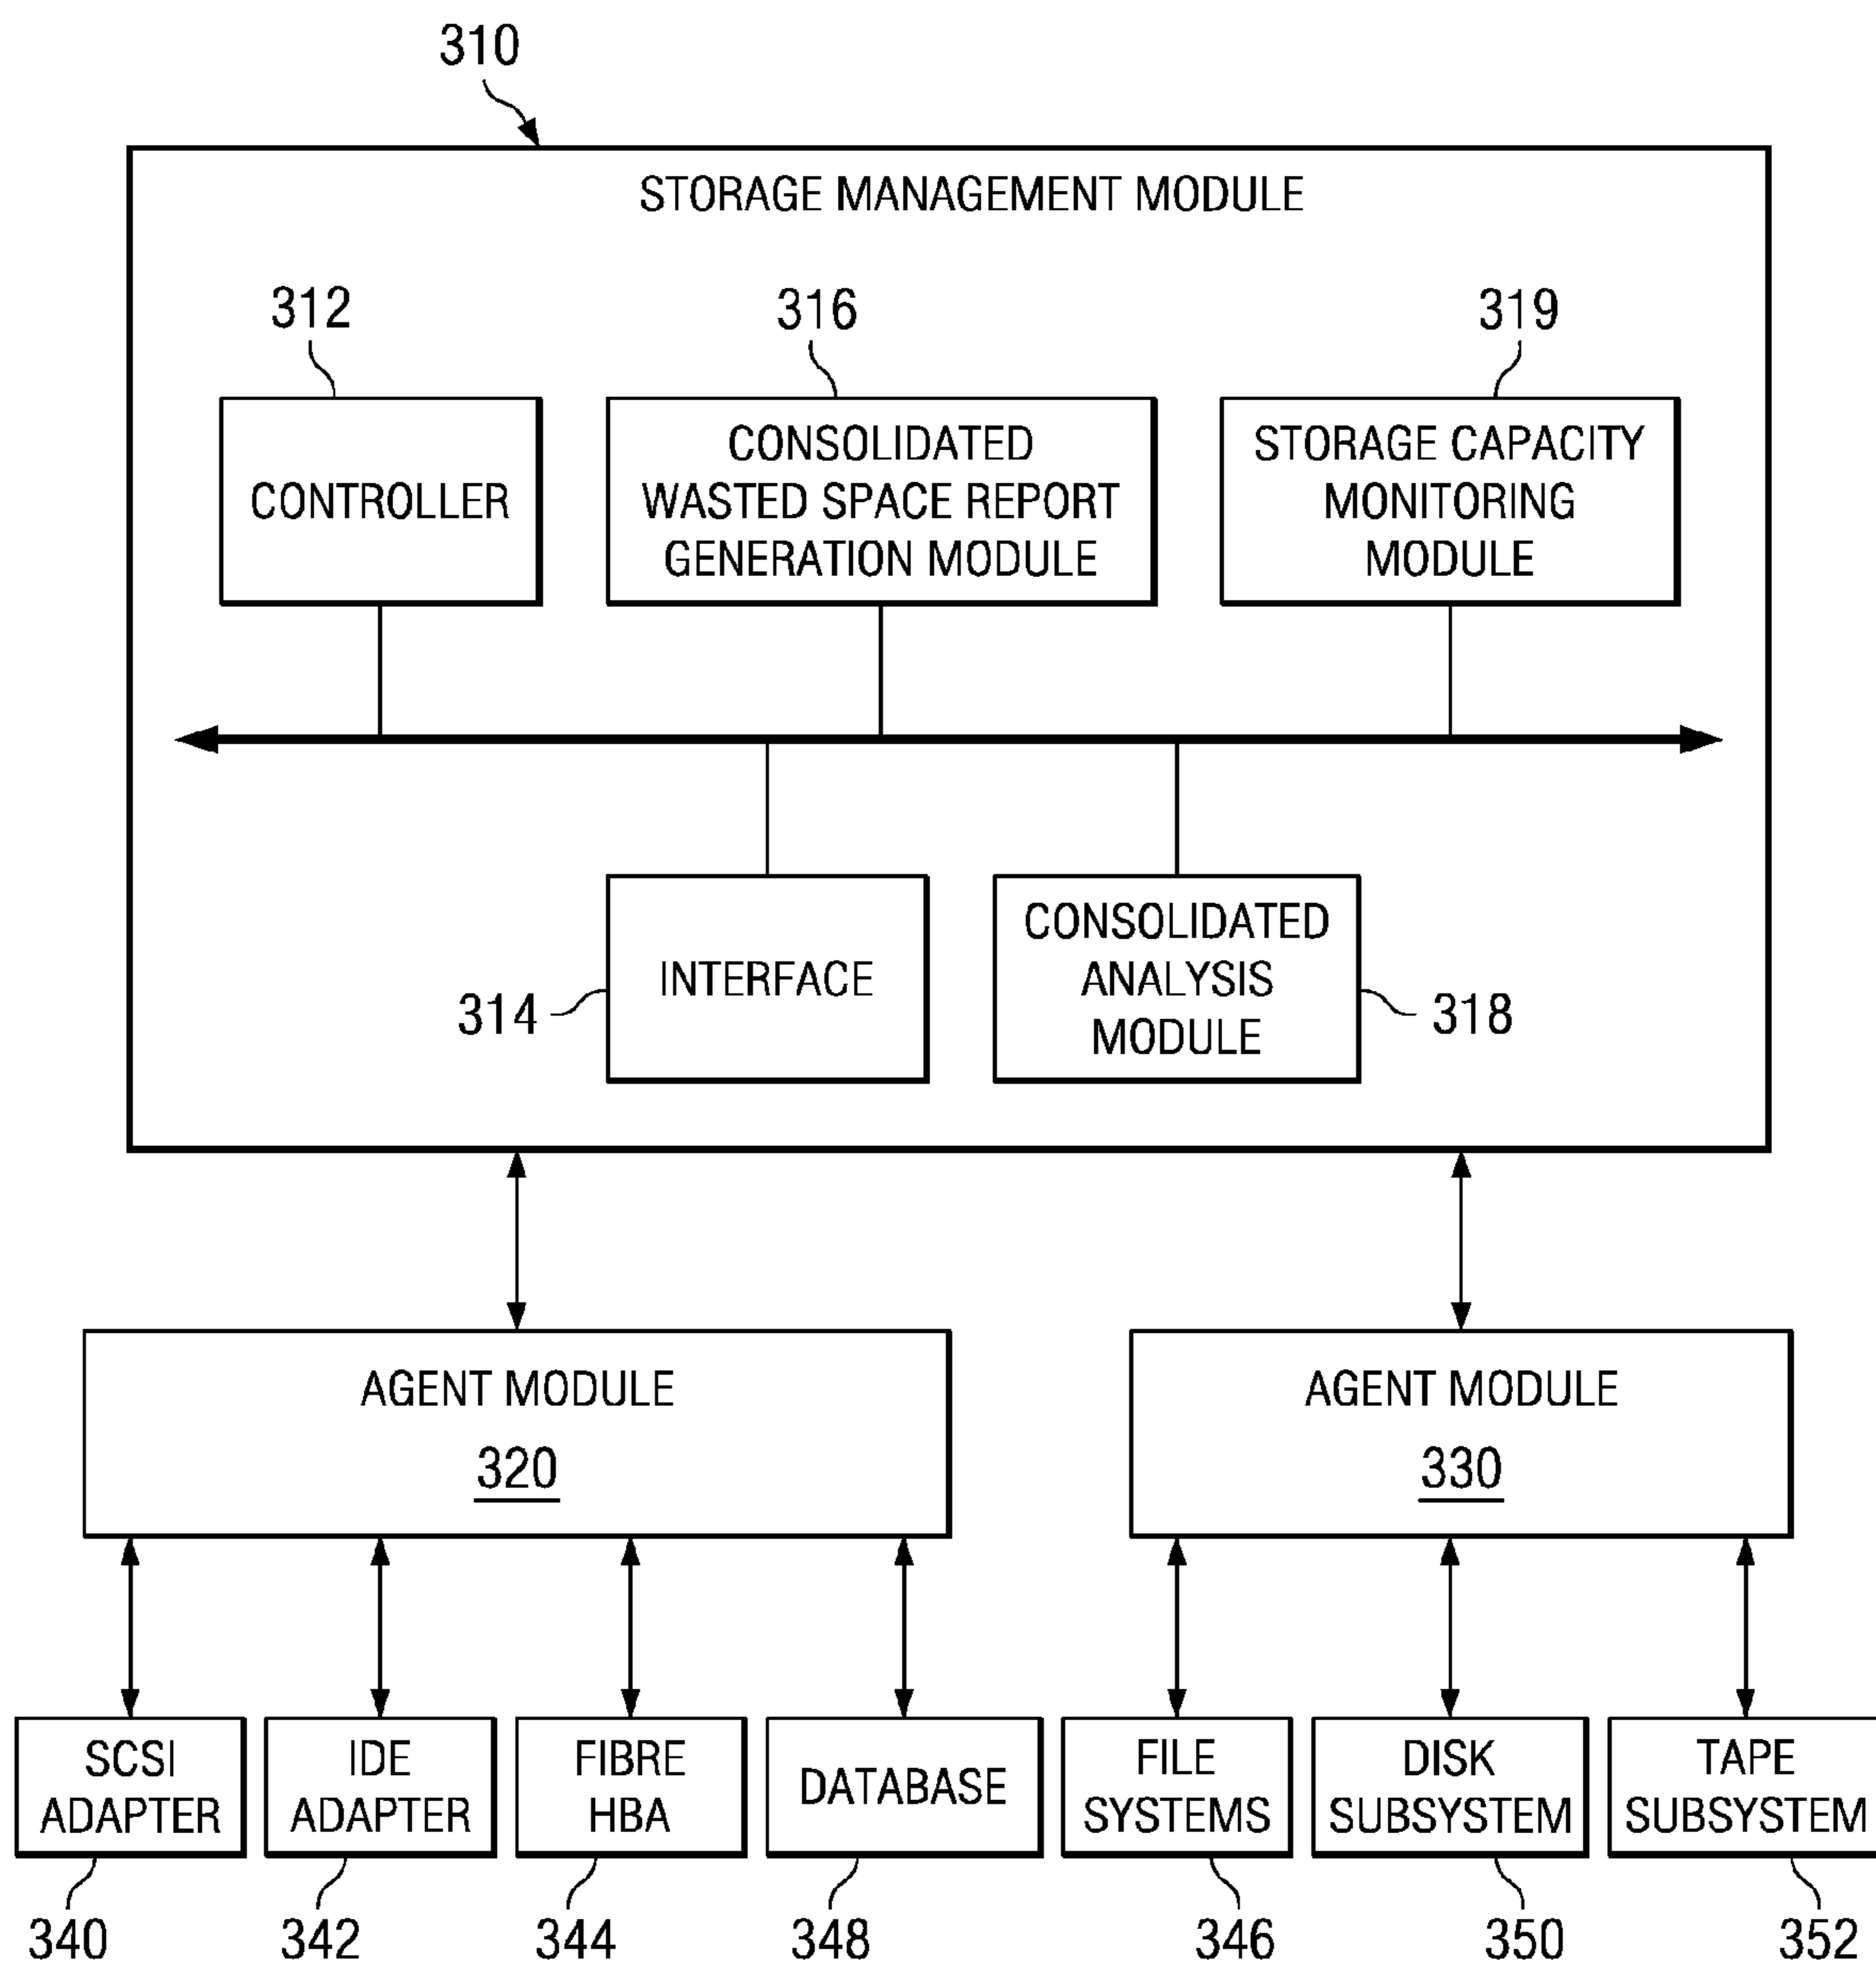 310
STORAGE MANAGEMENT MODULE
312
316
319
CONTROLLER
CONSOLIDATED
WASTED SPACE REPORT
GENERATION MODULE
STORAGE CAPACITY
MONITORING
MODULE
314
INTERFACE
CONSOLIDATED
ANALYSIS
MODULE
318
AGENT MODULE
320
AGENT MODULE
330
SCSI
ADAPTER
IDE
ADAPTER
FIBRE
HBA
DATABASE
FILE
SYSTEMS
DISK
SUBSYSTEM
TAPE
SUBSYSTEM
340
342
344
348
346
350
352